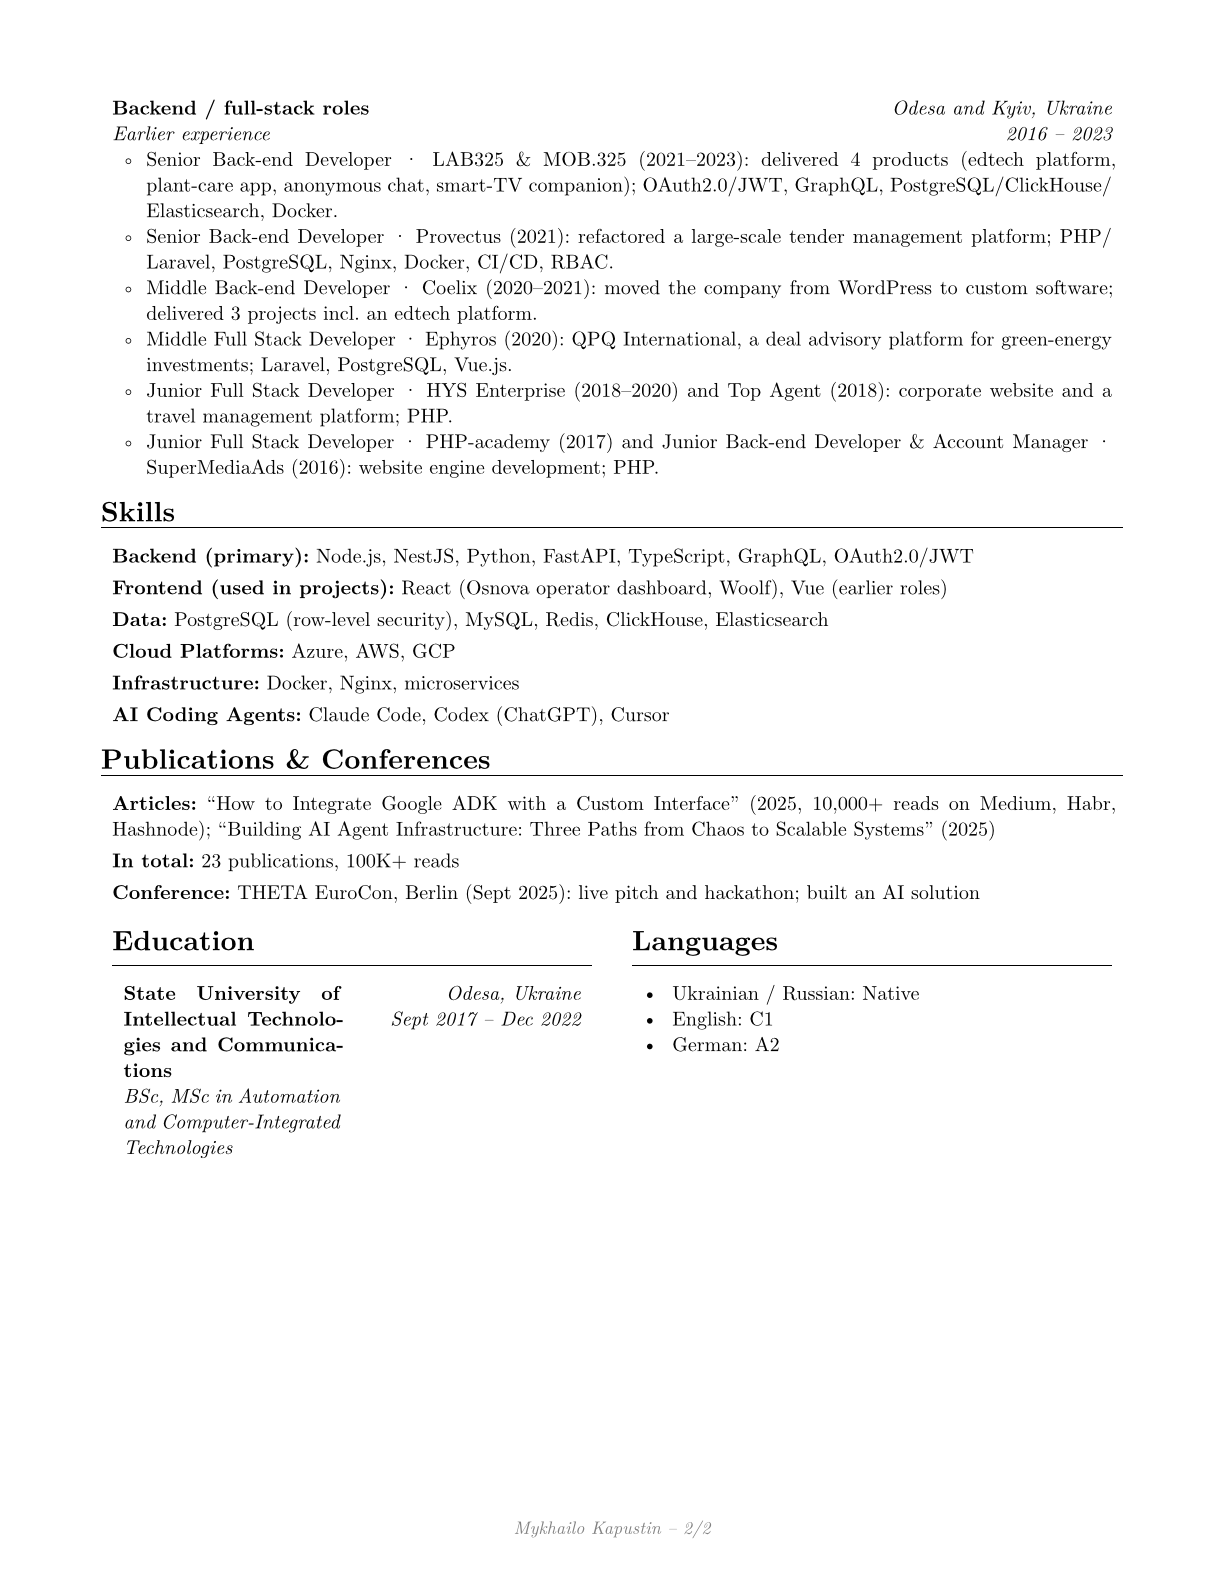 Backend / full-stack roles Odesa and Kyiv, Ukraine
Earlier experience 2016 – 2023
◦ Senior Back-end Developer · LAB325 & MOB.325 (2021–2023): delivered 4 products (edtech platform,
plant-care app, anonymous chat, smart-TV companion); OAuth2.0/JWT, GraphQL, PostgreSQL/ClickHouse/
Elasticsearch, Docker.
◦ Senior Back-end Developer · Provectus (2021): refactored a large-scale tender management platform; PHP/
Laravel, PostgreSQL, Nginx, Docker, CI/CD, RBAC.
◦ Middle Back-end Developer · Coelix (2020–2021): moved the company from WordPress to custom software;
delivered 3 projects incl. an edtech platform.
◦ Middle Full Stack Developer · Ephyros (2020): QPQ International, a deal advisory platform for green-energy
investments; Laravel, PostgreSQL, Vue.js.
◦ Junior Full Stack Developer · HYS Enterprise (2018–2020) and Top Agent (2018): corporate website and a
travel management platform; PHP.
◦ Junior Full Stack Developer · PHP-academy (2017) and Junior Back-end Developer & Account Manager ·
SuperMediaAds (2016): website engine development; PHP.
Skills
Backend (primary): Node.js, NestJS, Python, FastAPI, TypeScript, GraphQL, OAuth2.0/JWT
Frontend (used in projects): React (Osnova operator dashboard, Woolf), Vue (earlier roles)
Data: PostgreSQL (row-level security), MySQL, Redis, ClickHouse, Elasticsearch
Cloud Platforms: Azure, AWS, GCP
Infrastructure: Docker, Nginx, microservices
AI Coding Agents: Claude Code, Codex (ChatGPT), Cursor
Publications & Conferences
Articles: “How to Integrate Google ADK with a Custom Interface” (2025, 10,000+ reads on Medium, Habr,
Hashnode); “Building AI Agent Infrastructure: Three Paths from Chaos to Scalable Systems” (2025)
In total: 23 publications, 100K+ reads
Conference: THETA EuroCon, Berlin (Sept 2025): live pitch and hackathon; built an AI solution
Education
State University of Odesa, Ukraine
Intellectual Technolo- Sept 2017 – Dec 2022
gies and Communica-
tions
BSc, MSc in Automation
and Computer-Integrated
Technologies
Languages
• Ukrainian / Russian: Native
• English: C1
• German: A2
Mykhailo Kapustin – 2/2